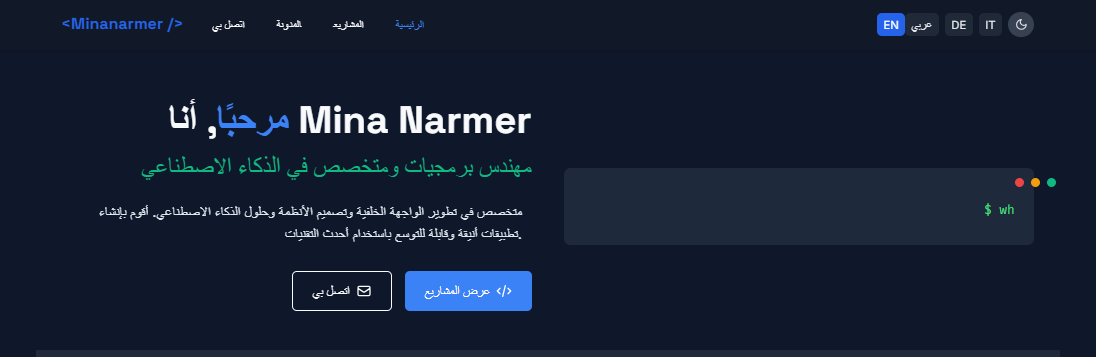 <Minanarmer />
الرئيسية
المشاريع
المدونة
اتصل بي
EN
عربي
DE
IT
مرحبًا, أنا Mina Narmer
مهندس برمجيات ومتخصص في الذكاء الاصطناعي
متخصص في تطوير الواجهة الخلفية وتصميم الأنظمة وحلول الذكاء الاصطناعي. أقوم بإنشاء
تطبيقات أنيقة وقابلة للتوسع باستخدام أحدث التقنيات.
عرض المشاريع
اتصل بي
$ wh